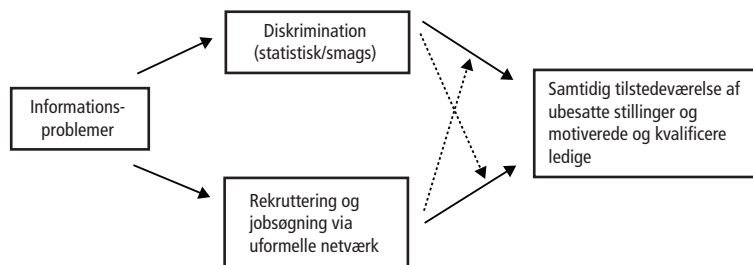 Diskrimination
(statistisk/smags)
Informations-
problemer
Samtidig tilstedeværelse af
ubesatte stillinger og
motiverede og kvalificere
ledige
Rekruttering og
jobsøgning via
uformelle netværk